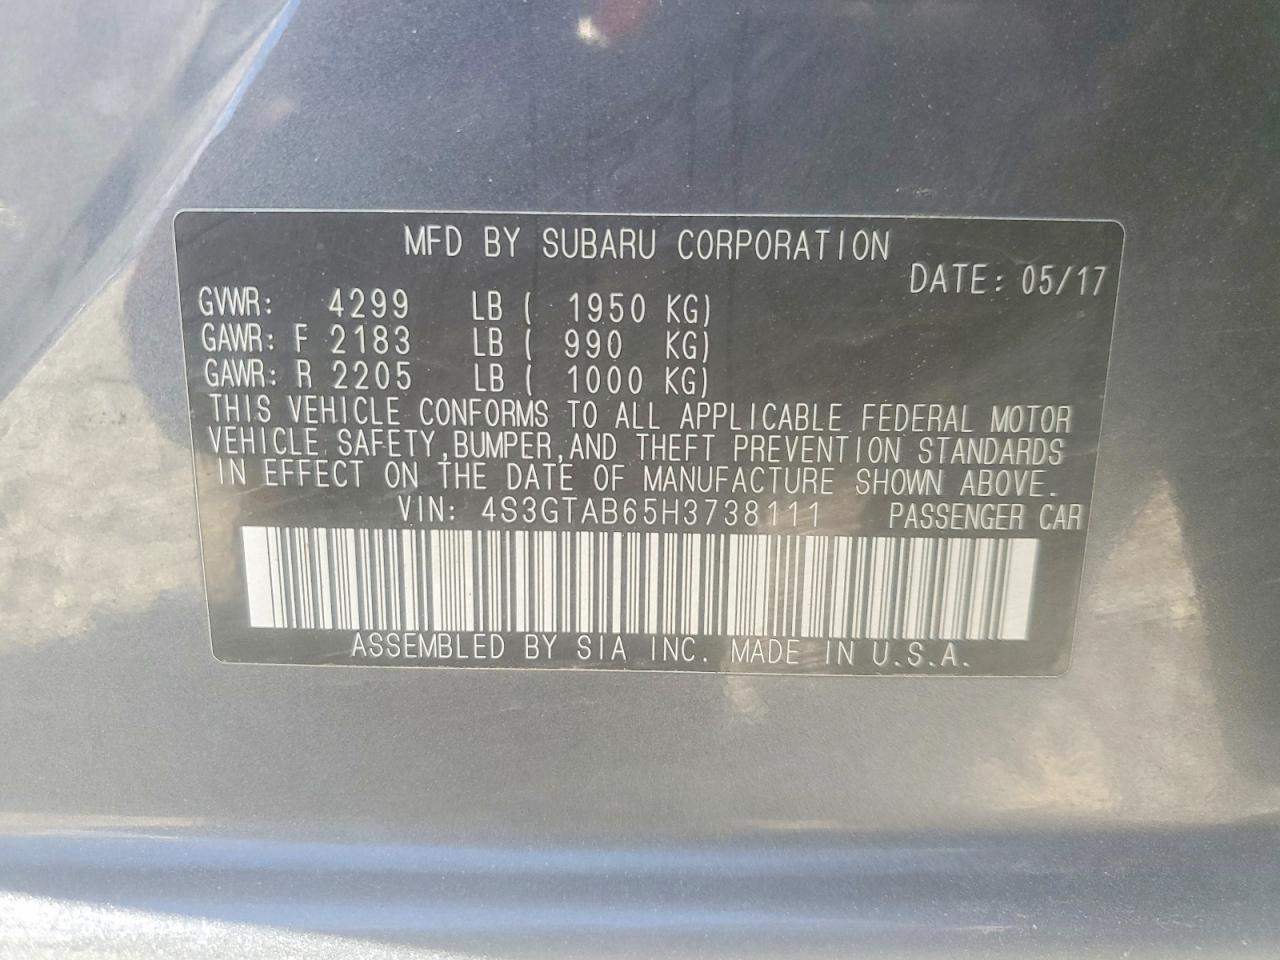 MFD BY SUBARU CORPORATION
DATE: 05/17
GVWR: 4299 LB ( 1950 KG)
GAWR: F 2183 LB ( 990 KG)
GAWR: R 2205 LB ( 1000 KG)
THIS VEHICLE CONFORMS TO ALL APPLICABLE FEDERAL MOTOR
VEHICLE SAFETY,BUMPER,AND THEFT PREVENTION STANDARDS
IN EFFECT ON THE DATE OF MANUFACTURE SHOWN ABOVE.
VIN: 4S3GTAB65H3738111 PASSENGER CAR
ASSEMBLED BY SIA INC. MADE IN U.S.A.